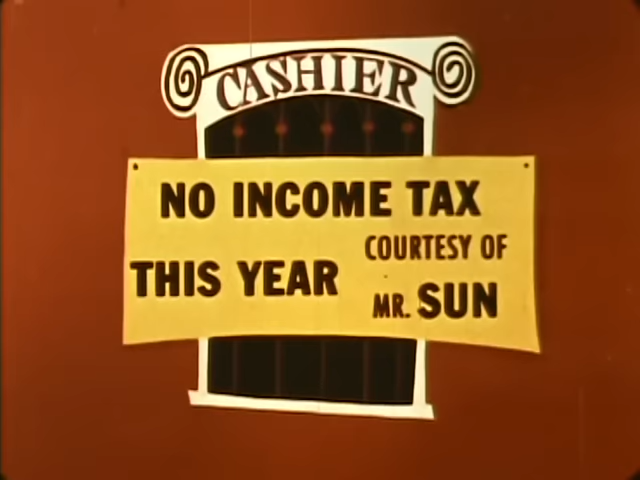 CASHIER
NO INCOME TAX
THIS YEAR
COURTESY OF
MR. SUN